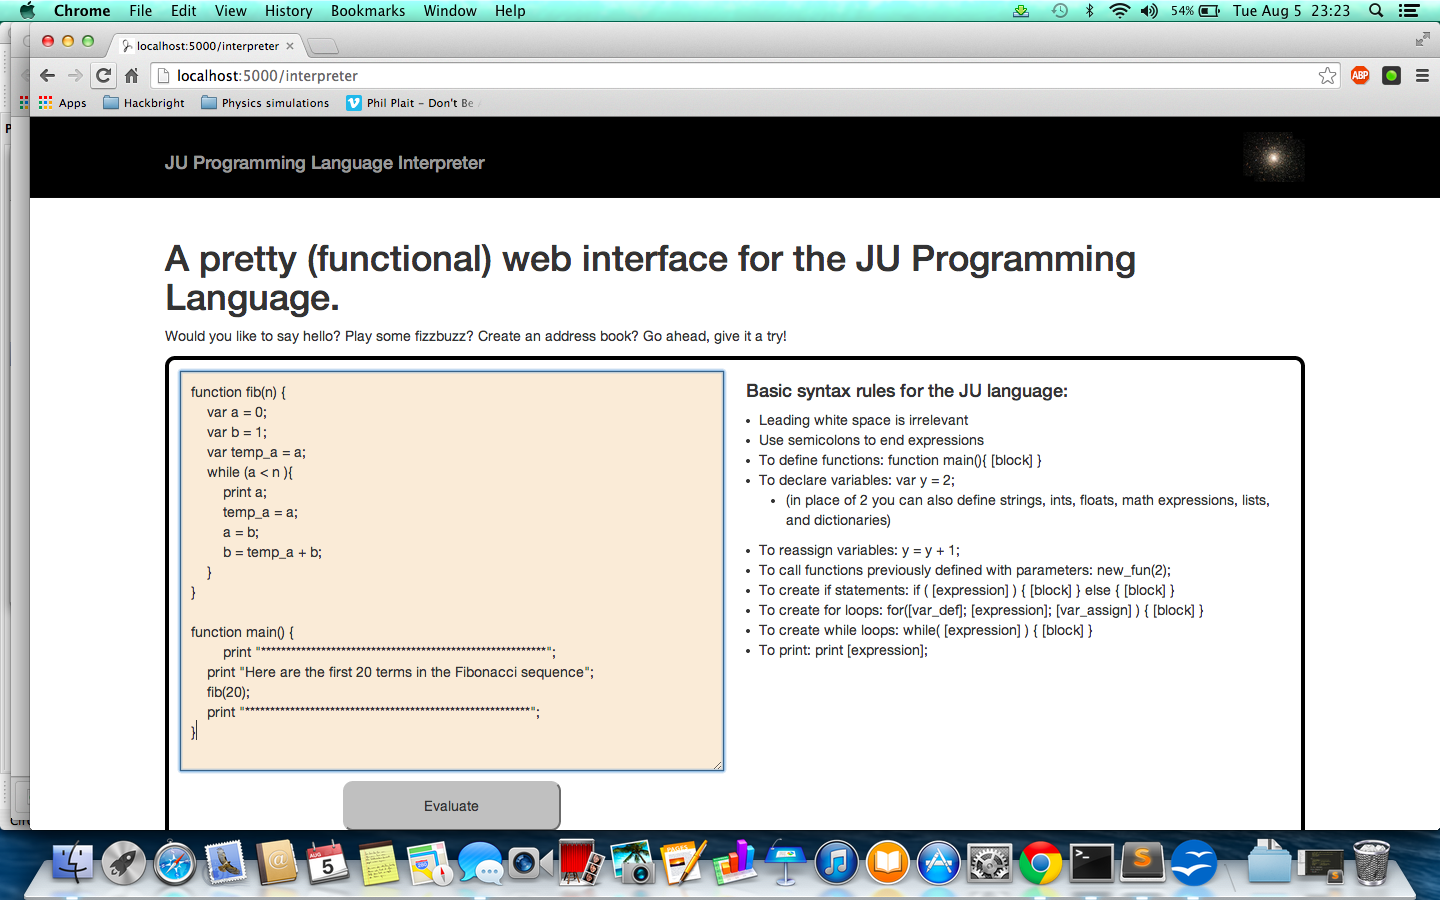 Chrome File Edit View History Bookmarks Window Help 54% Tue Aug 5 23:23
localhost:5000/interpreter
localhost:5000/interpreter ABP
Apps Hackbright Physics simulations Phil Plait – Don't Be
JU Programming Language Interpreter
A pretty (functional) web interface for the JU Programming
Language.
Would you like to say hello? Play some fizzbuzz? Create an address book? Go ahead, give it a try!
function fib(n) {
var a = 0;
var b = 1;
var temp_a = a;
while (a < n ){
print a;
temp_a = a;
a = b;
b = temp_a + b;
}
}
function main() {
print "*********************************************************";
print "Here are the first 20 terms in the Fibonacci sequence";
fib(20);
print "*********************************************************";
}
Evaluate
Basic syntax rules for the JU language:
• Leading white space is irrelevant
• Use semicolons to end expressions
• To define functions: function main(){ [block] }
• To declare variables: var y = 2;
• (in place of 2 you can also define strings, ints, floats, math expressions, lists,
and dictionaries)
• To reassign variables: y = y + 1;
• To call functions previously defined with parameters: new_fun(2);
• To create if statements: if ( [expression] ) { [block] } else { [block] }
• To create for loops: for([var_def]; [expression]; [var_assign] ) { [block] }
• To create while loops: while( [expression] ) { [block] }
• To print: print [expression];
AUG
5
PAGES